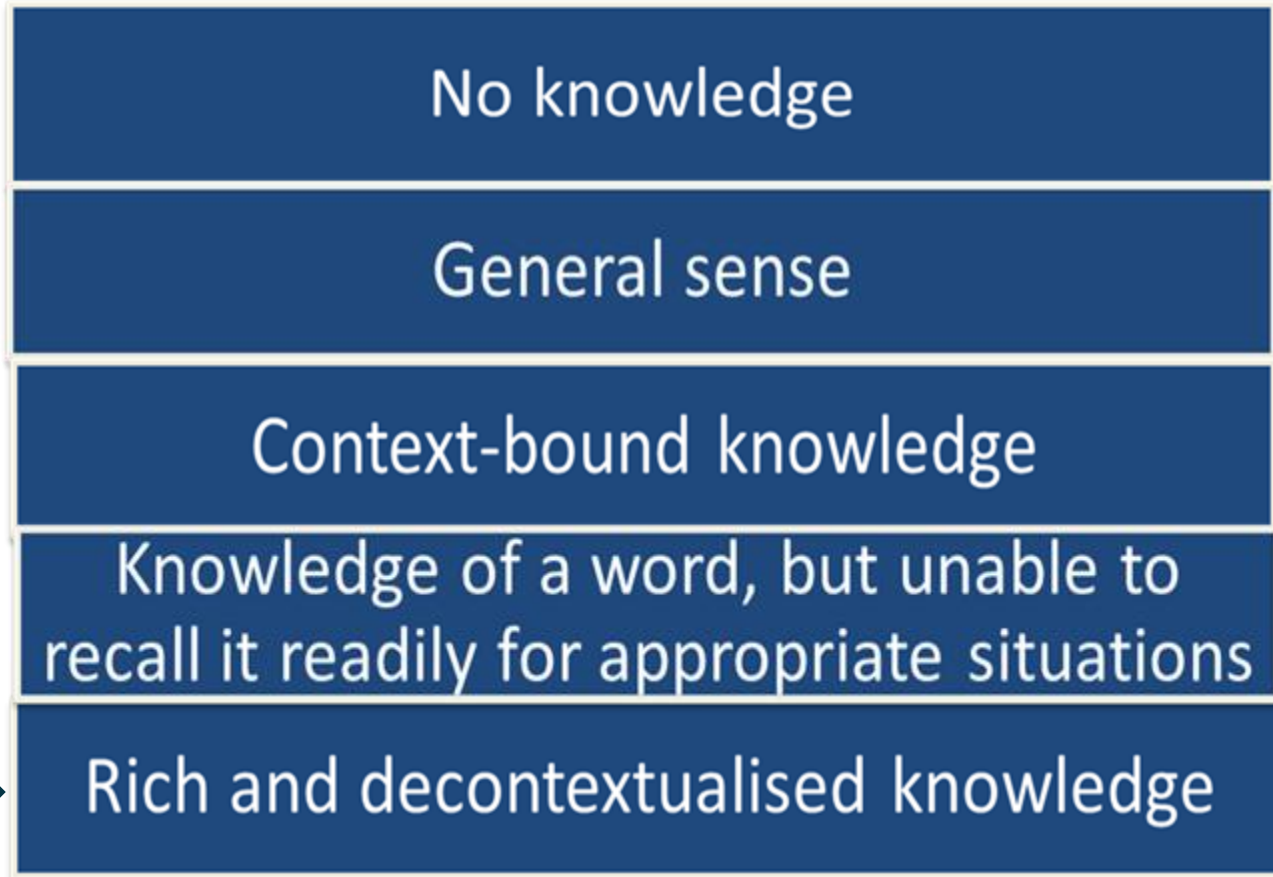 No knowledge
General sense
Context-bound knowledge
Knowledge of a word, but unable to
recall it readily for appropriate situations
Rich and decontextualised knowledge